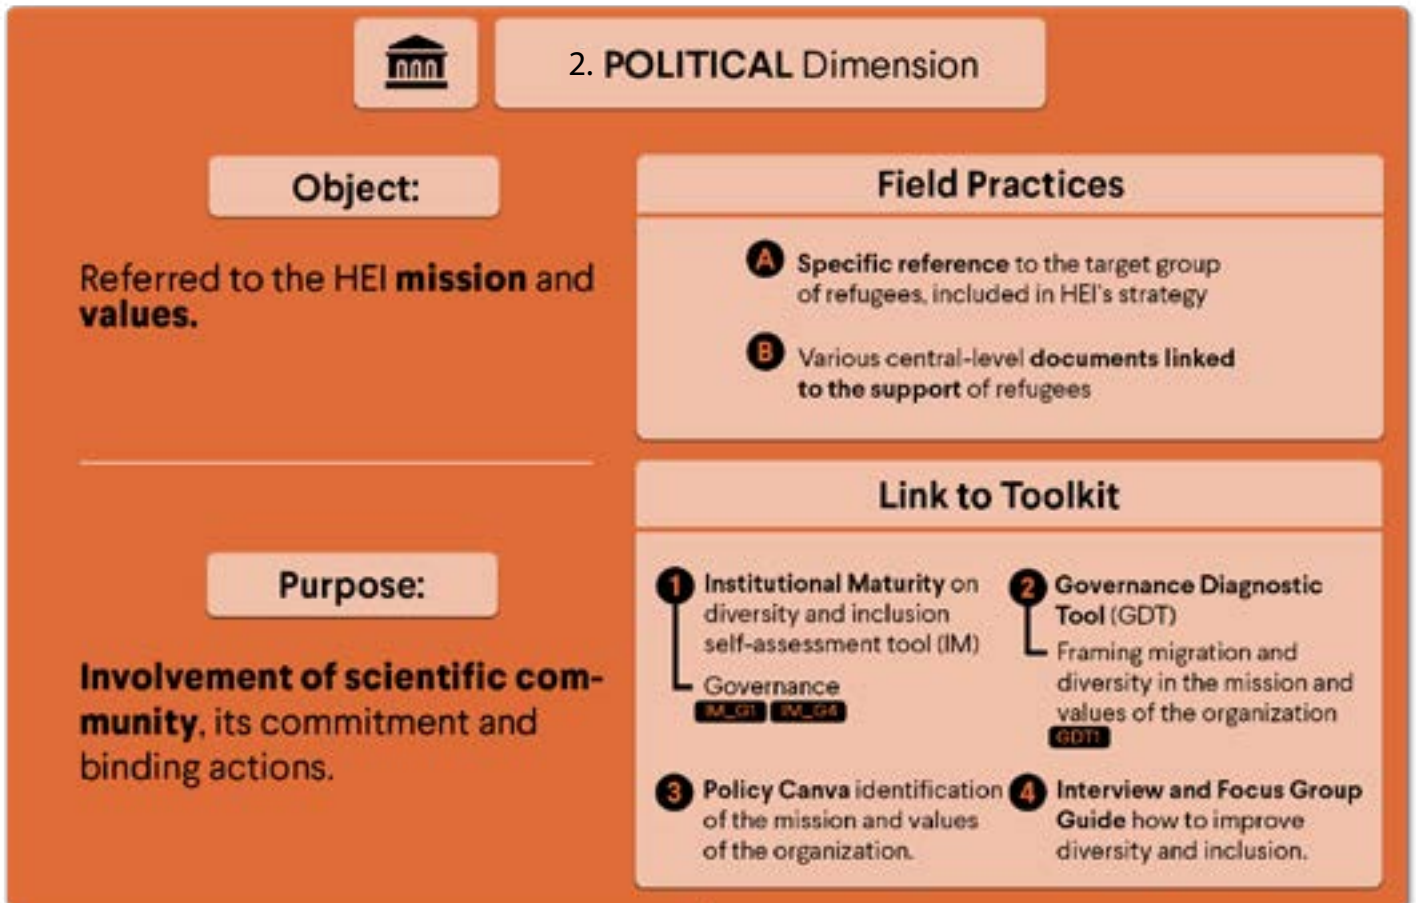 2. POLITICAL Dimension
Object:
Referred to the HEI mission and
values.
Purpose:
Involvement of scientific com-
munity, its commitment and
binding actions.
Field Practices
A Specific reference to the target group
of refugees, included in HEI's strategy
B Various central-level documents linked
to the support of refugees
Link to Toolkit
1 Institutional Maturity on
diversity and inclusion
self-assessment tool (IM)
Governance
IM_G1 IM_G4
2 Governance Diagnostic
Tool (GDT)
Framing migration and
diversity in the mission and
values of the organization
GDT1
3 Policy Canva identification
of the mission and values
of the organization.
4 Interview and Focus Group
Guide how to improve
diversity and inclusion.